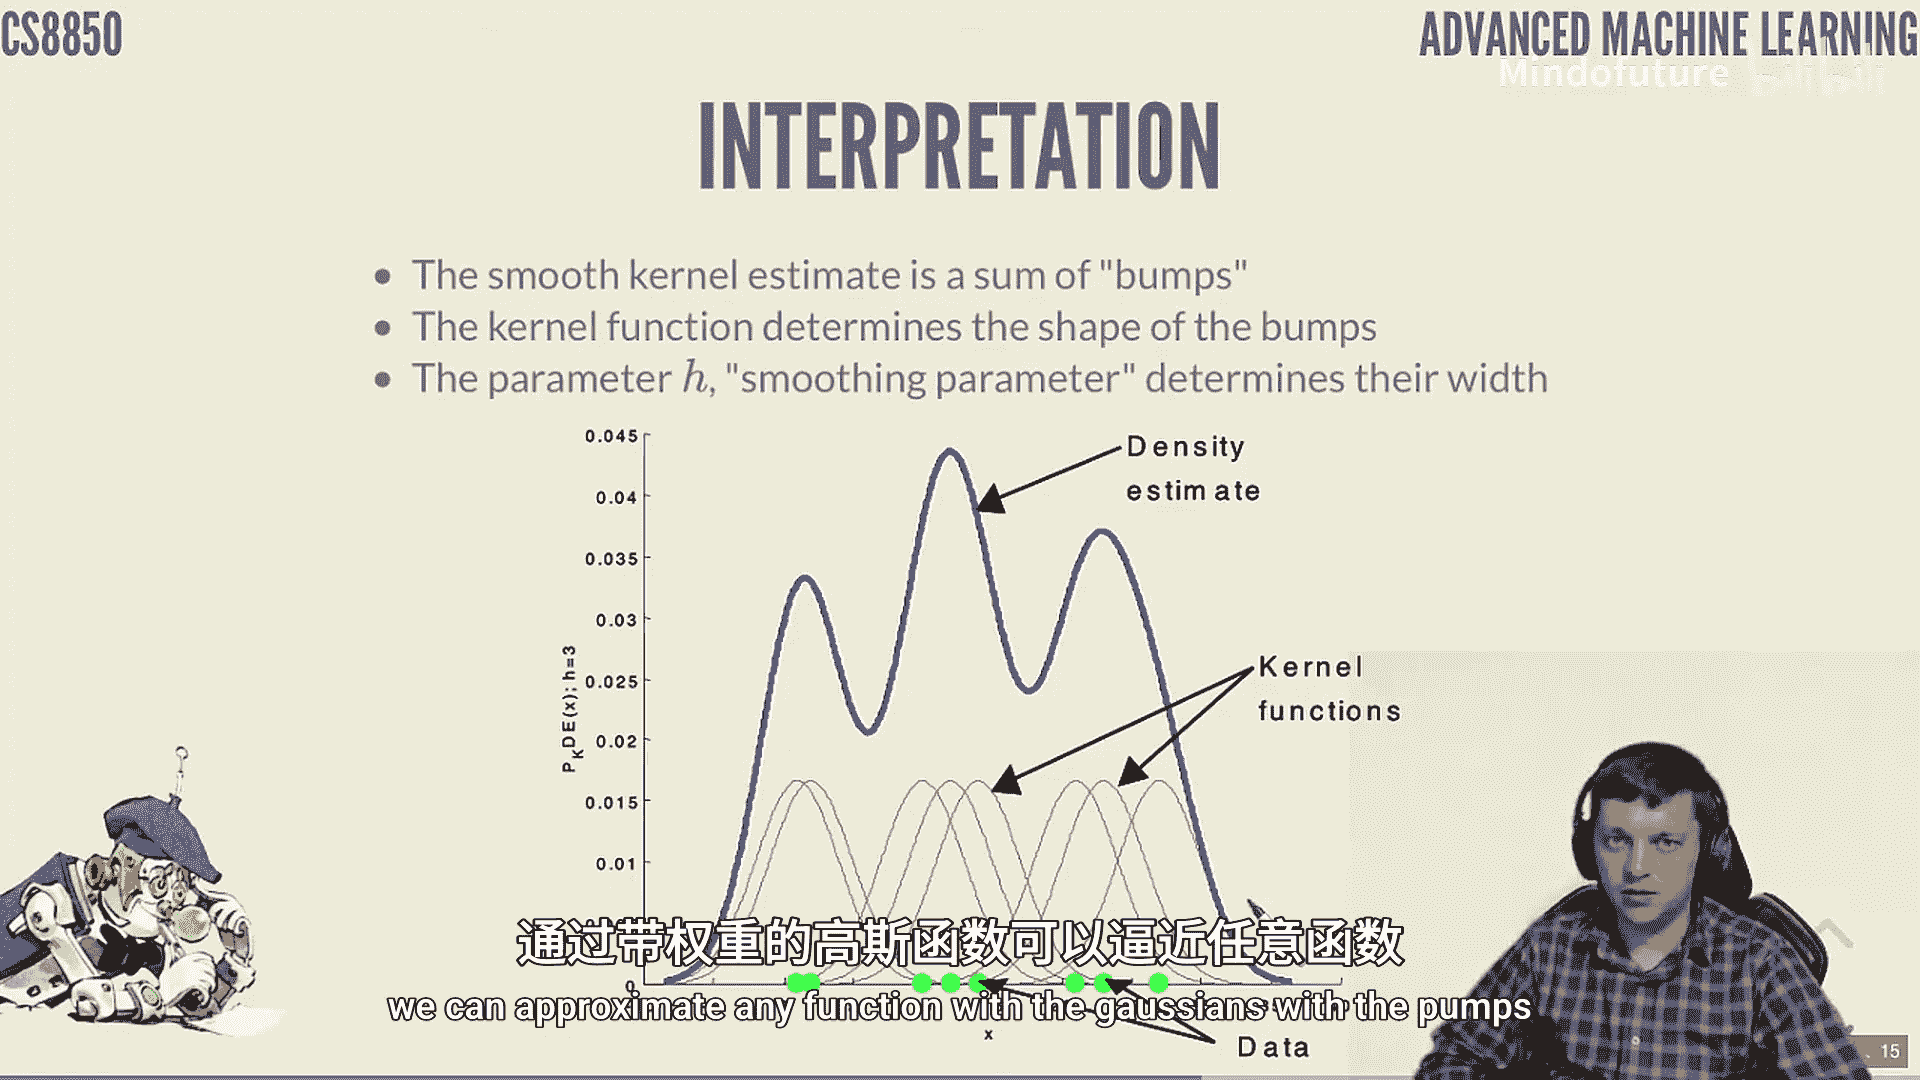 CS8850
ADVANCED MACHINE LEARNING
Mindofuture
INTERPRETATION
• The smooth kernel estimate is a sum of "bumps"
• The kernel function determines the shape of the bumps
• The parameter h, "smoothing parameter" determines their width
0.045
0.04
0.035
0.03
0.025
0.02
0.015
0.01
0
P_KDE(x); h=3
Density
estimate
Kernel
functions
通过带权重的高斯函数可以逼近任意函数
we can approximate any function with the gaussians with the pumps
x
Data
15